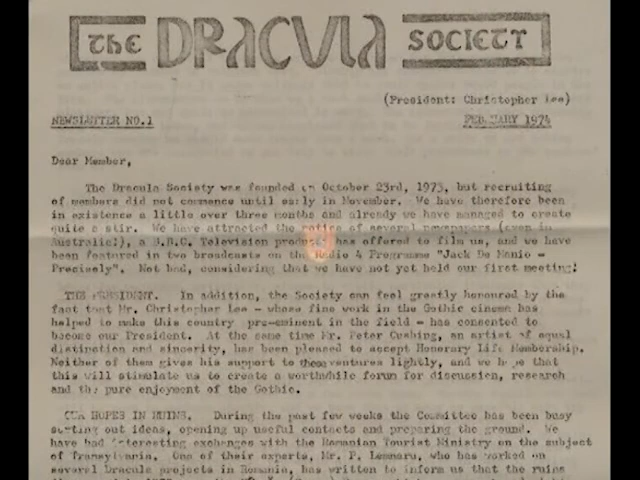 THE DRACULA SOCIETY
(President: Christopher Lee)
NEWSLETTER NO.1
FEBRUARY 1974
Dear Member,
The Dracula Society was founded on October 23rd, 1973, but recruiting
of members did not commence until early in November. We have therefore been
in existence a little over three months and already we have managed to create
quite a stir. We have attracted the notice of several newspapers (even in
Australia!), a B.B.C. Television producer has offered to film us, and we have
been featured in two broadcasts on the Radio 4 Programme "Jack De Manio -
Precisely". Not bad, considering that we have not yet held our first meeting!
THE PRESIDENT. In addition, the Society can feel greatly honoured by the
fact that Mr. Christopher Lee - whose fine work in the Gothic cinema has
helped to make this country pre-eminent in the field - has consented to
become our President. At the same time Mr. Peter Cushing, an artist of equal
distinction and sincerity, has been pleased to accept Honorary life Membership.
Neither of them gives his support to these ventures lightly, and we hope that
this will stimulate us to create a worthwhile forum for discussion, research
and the pure enjoyment of the Gothic.
OUR HOPES IN RUINS. During the past few weeks the Committee has been busy
sorting out ideas, opening up useful contacts and preparing the ground. We
have had interesting exchanges with the Romanian Tourist Ministry on the subject
of Transylvania. One of their experts, Mr. P. Lemnaru, who has worked on
several Dracula projects in Romania, has written to inform us that the ruins